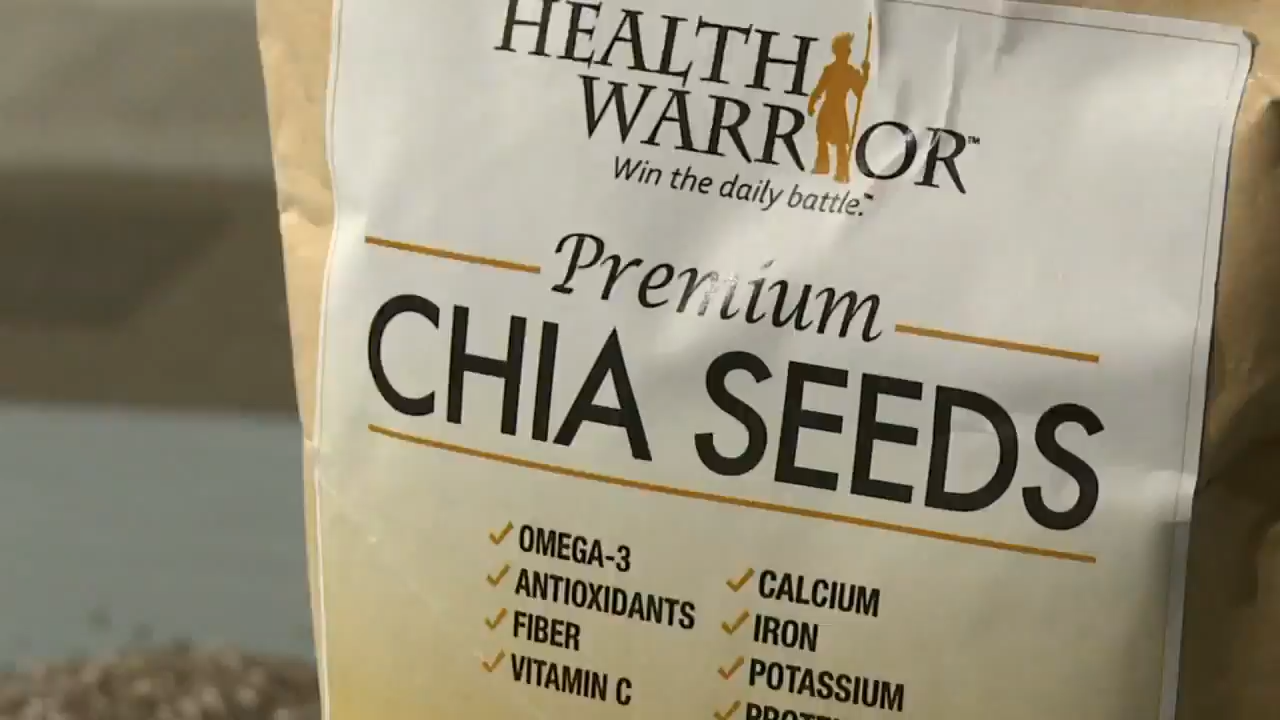 HEALTH
WARRIOR™
Win the daily battle.™
Premium
CHIA SEEDS
✓ OMEGA-3
✓ ANTIOXIDANTS
✓ FIBER
✓ VITAMIN C
✓ CALCIUM
✓ IRON
✓ POTASSIUM